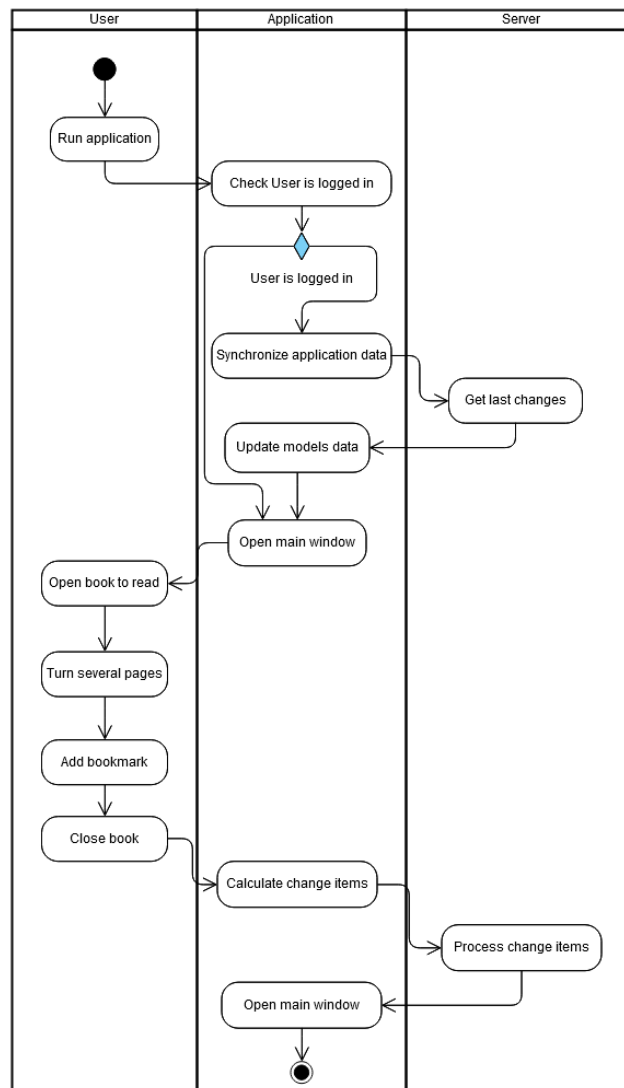 User
Application
Server
Run application
Check User is logged in
User is logged in
Synchronize application data
Get last changes
Update models data
Open main window
Open book to read
Turn several pages
Add bookmark
Close book
Calculate change items
Process change items
Open main window